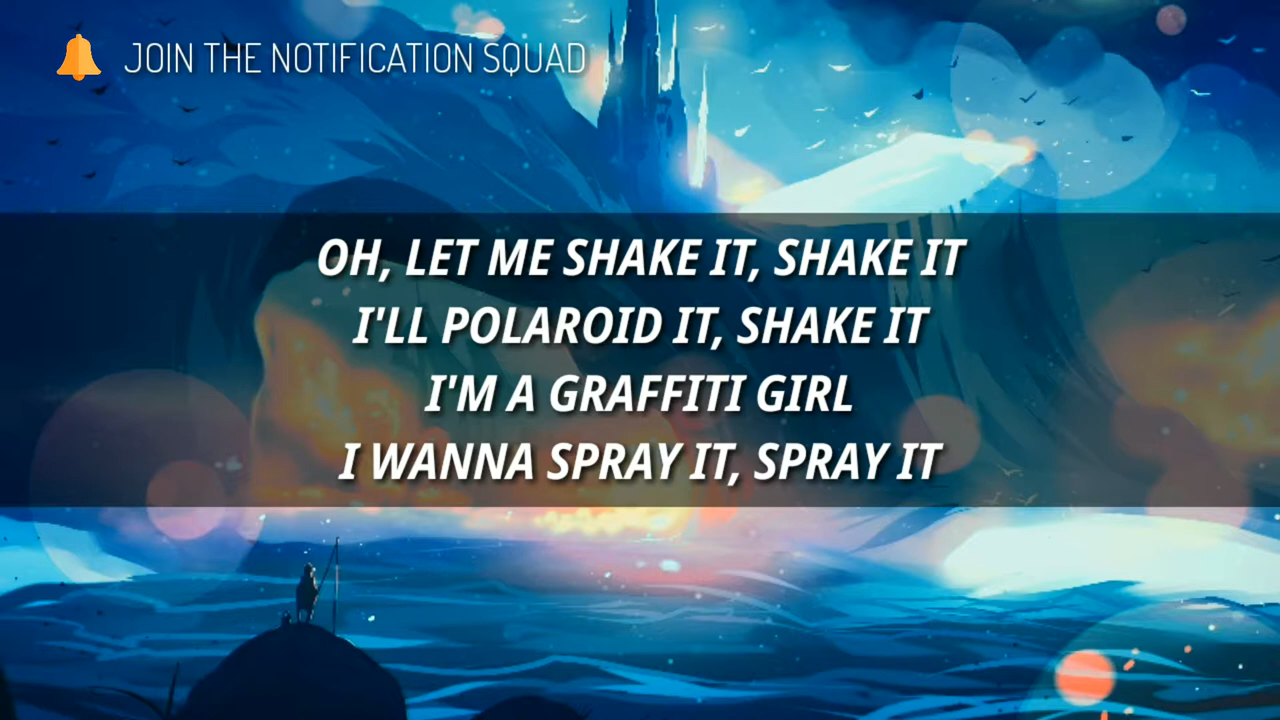 JOIN THE NOTIFICATION SQUAD
OH, LET ME SHAKE IT, SHAKE IT
I'LL POLAROID IT, SHAKE IT
I'M A GRAFFITI GIRL
I WANNA SPRAY IT, SPRAY IT